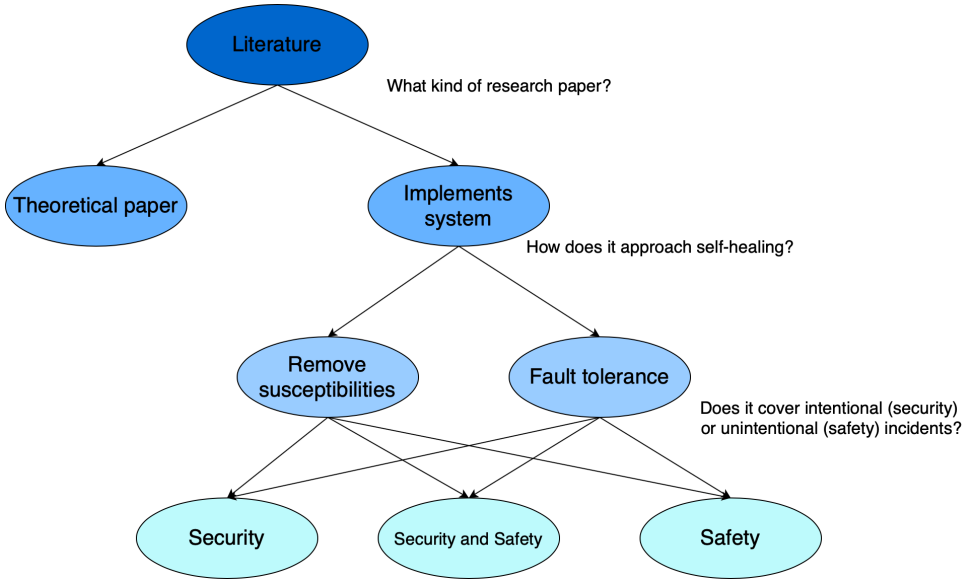 Literature
What kind of research paper?
Theoretical paper
Implements
system
How does it approach self-healing?
Remove
susceptibilities
Fault tolerance
Does it cover intentional (security)
or unintentional (safety) incidents?
Security
Security and Safety
Safety